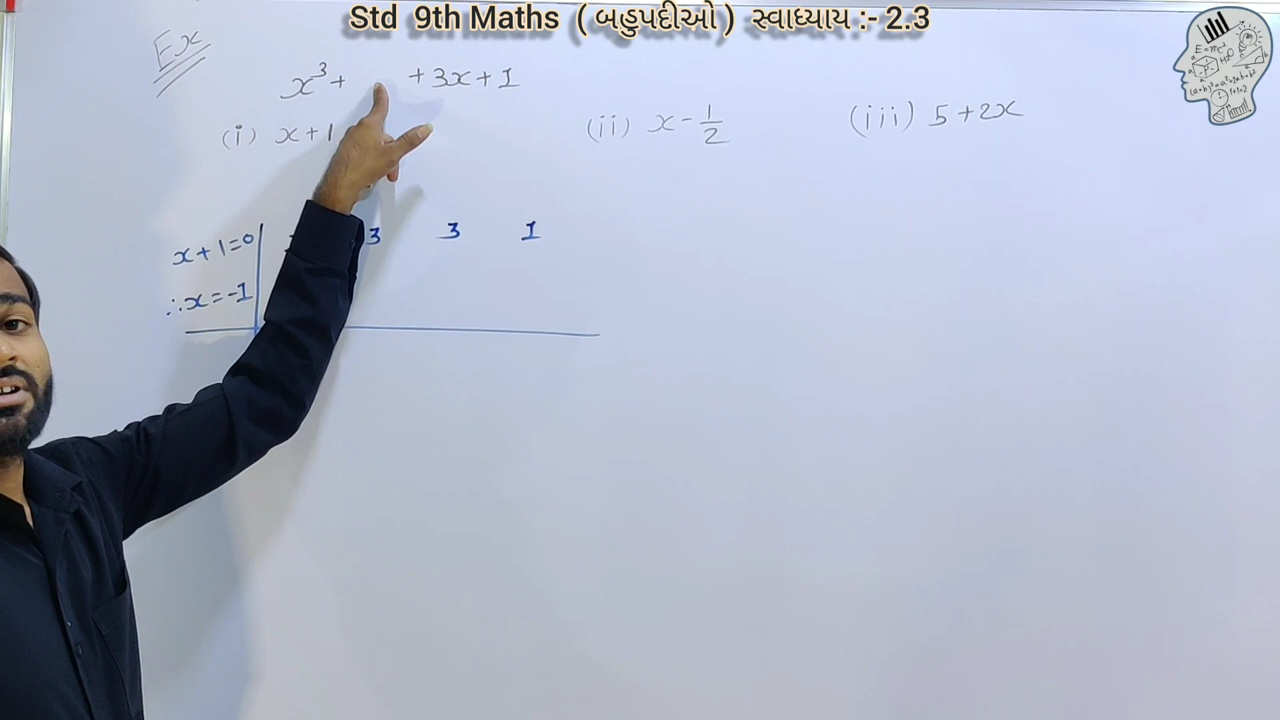 Std 9th Maths ( બહુપદીઓ ) સ્વાધ્યાય :- 2.3
Ex
x³ + + 3x + 1
(i) x + 1
(ii) x - 1/2
(iii) 5 + 2x
x + 1 = 0
3 3 1
∴ x = -1